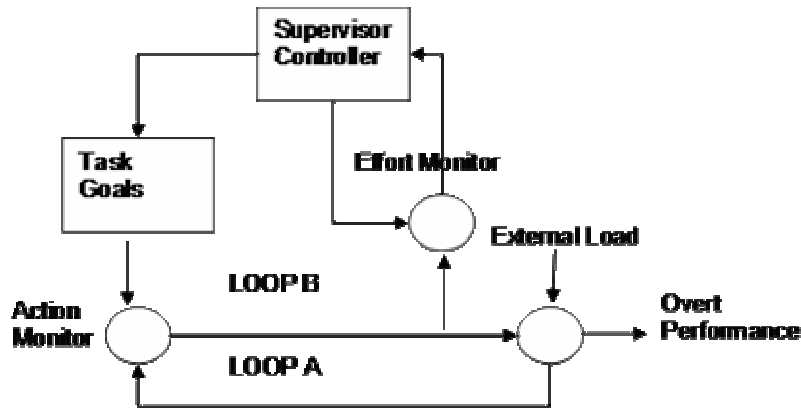 Supervisor
Controller
Task
Goals
Effort Monitor
External Load
LOOP B
Action
Monitor
Overt
Performance
LOOP A